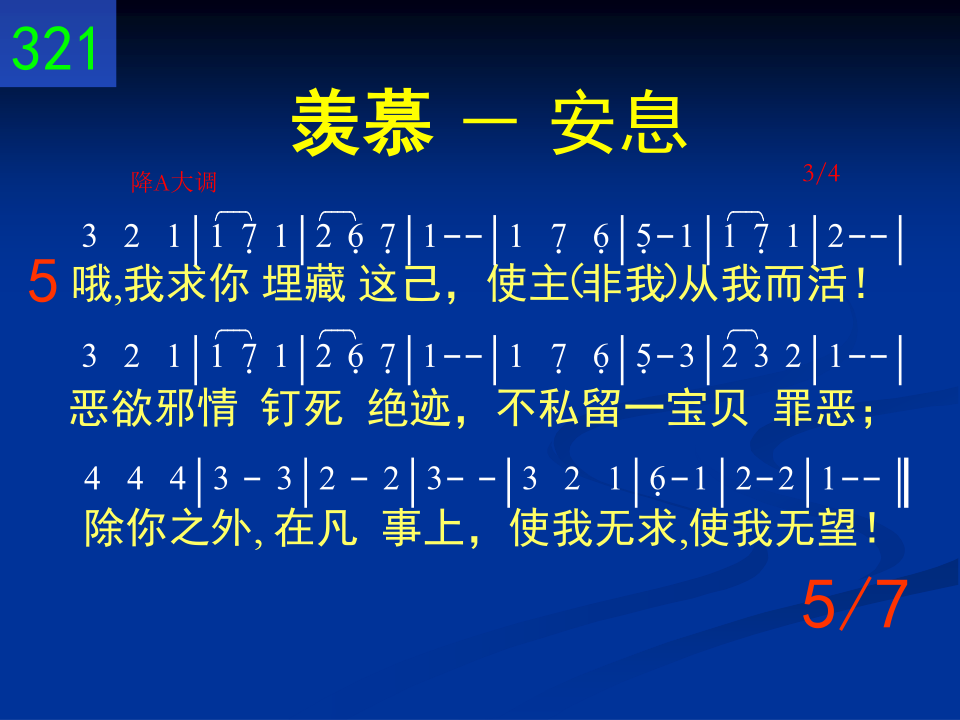 321
羡慕 － 安息
降A大调 3/4
3 2 1|1 7̣ 1|2 6̣ 7̣|1--|1 7̣ 6̣|5̣-1|1 7̣ 1|2--|
5 哦,我求你 埋藏 这己，使主(非我)从我而活！
3 2 1|1 7̣ 1|2 6̣ 7̣|1--|1 7̣ 6̣|5̣-3|2 3 2|1--|
恶欲邪情 钉死 绝迹，不私留一宝贝 罪恶；
4 4 4|3 - 3|2 - 2|3- -|3 2 1|6̣-1|2-2|1--‖
除你之外, 在凡 事上，使我无求,使我无望！
5/7